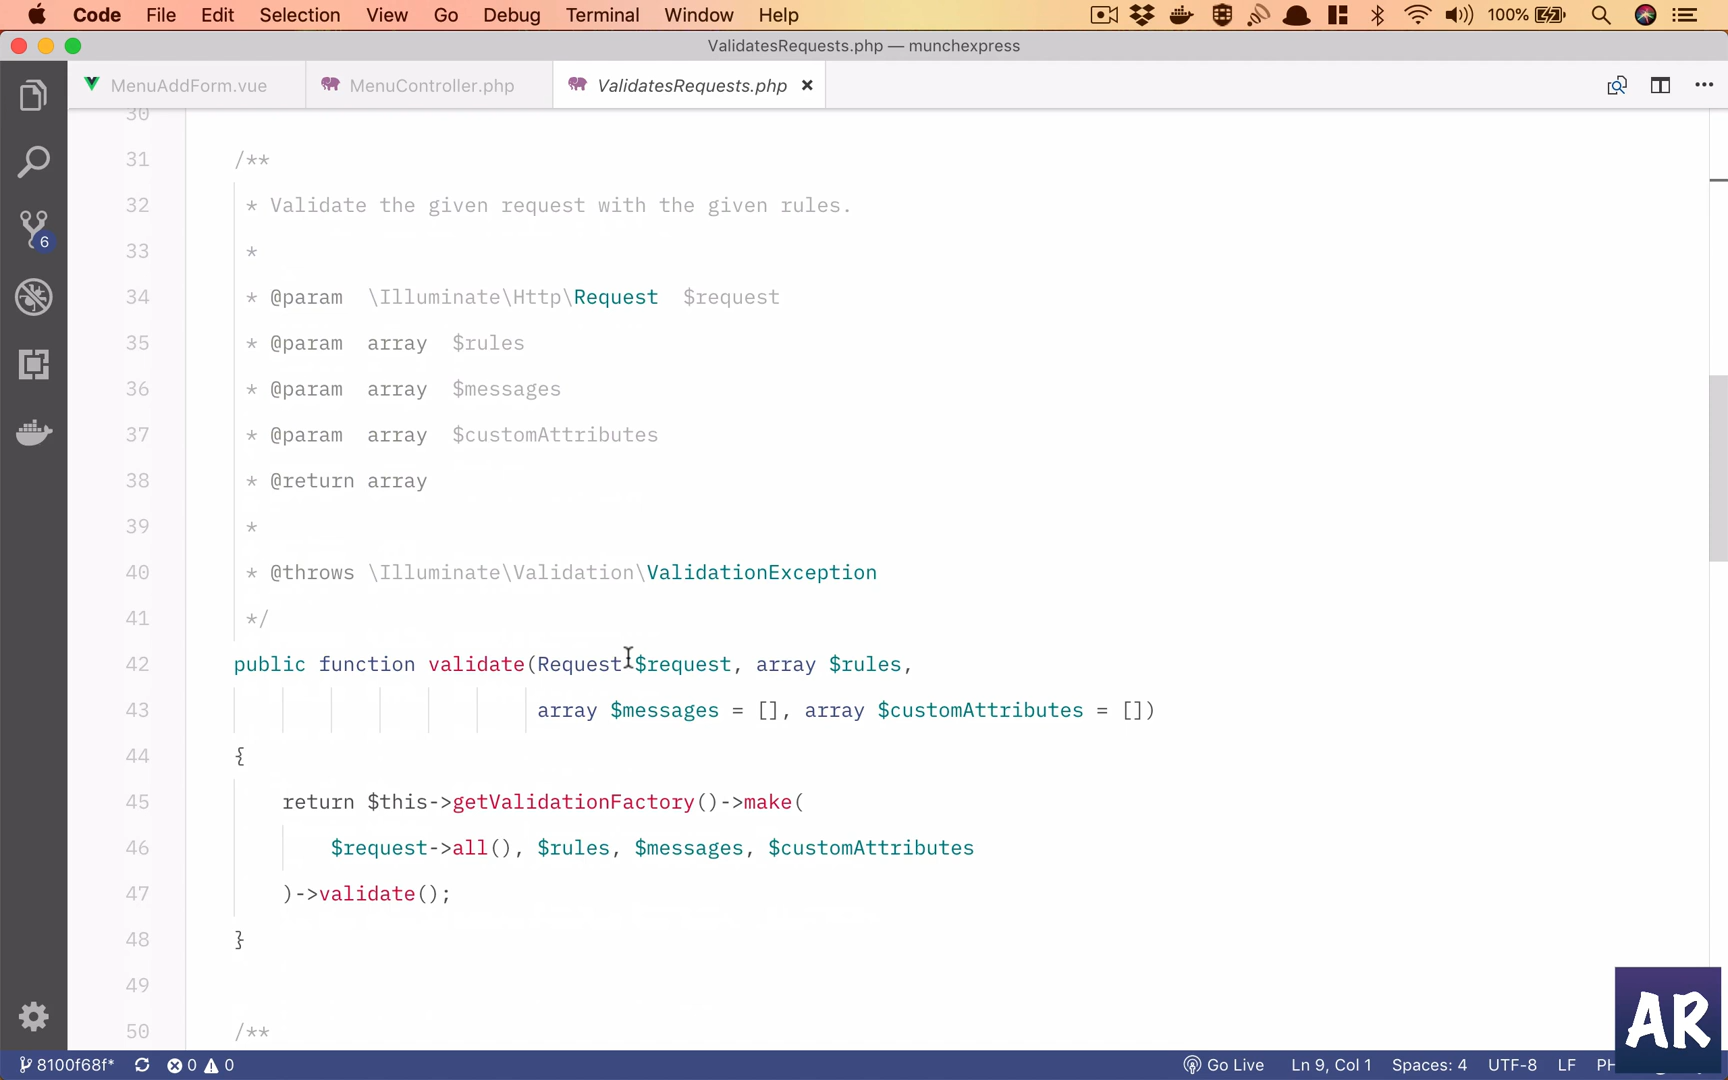 Code File Edit Selection View Go Debug Terminal Window Help 100%
ValidatesRequests.php — munchexpress
MenuAddForm.vue MenuController.php ValidatesRequests.php
30
31 /**
32 * Validate the given request with the given rules.
33 *
34 * @param \Illuminate\Http\Request $request
35 * @param array $rules
36 * @param array $messages
37 * @param array $customAttributes
38 * @return array
39 *
40 * @throws \Illuminate\Validation\ValidationException
41 */
42 public function validate(Request $request, array $rules,
43 array $messages = [], array $customAttributes = [])
44 {
45 return $this->getValidationFactory()->make(
46 $request->all(), $rules, $messages, $customAttributes
47 )->validate();
48 }
49
50 /**
6
AR
8100f68f* 0 0 Go Live Ln 9, Col 1 Spaces: 4 UTF-8 LF